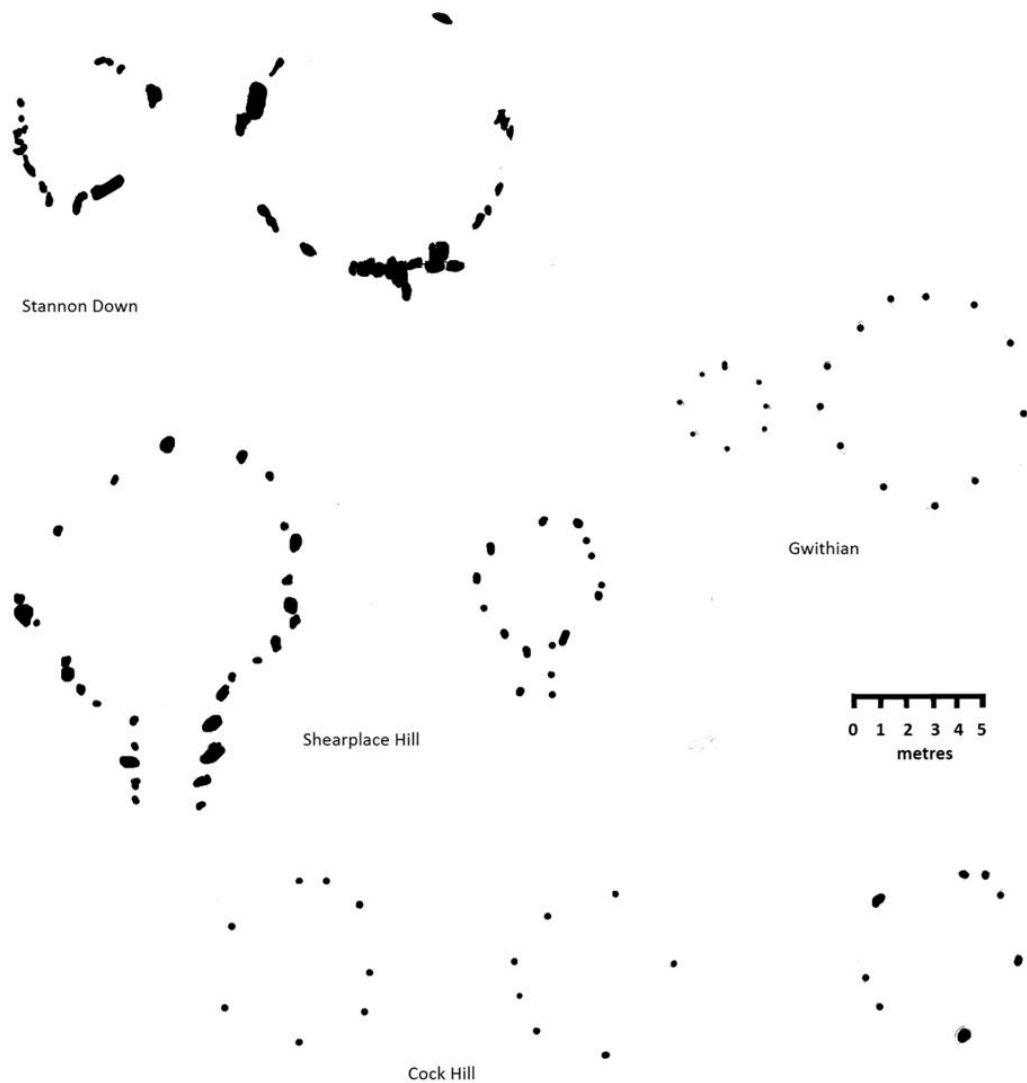 Stannon Down
Gwithian
Shearplace Hill
0 1 2 3 4 5
metres
Cock Hill